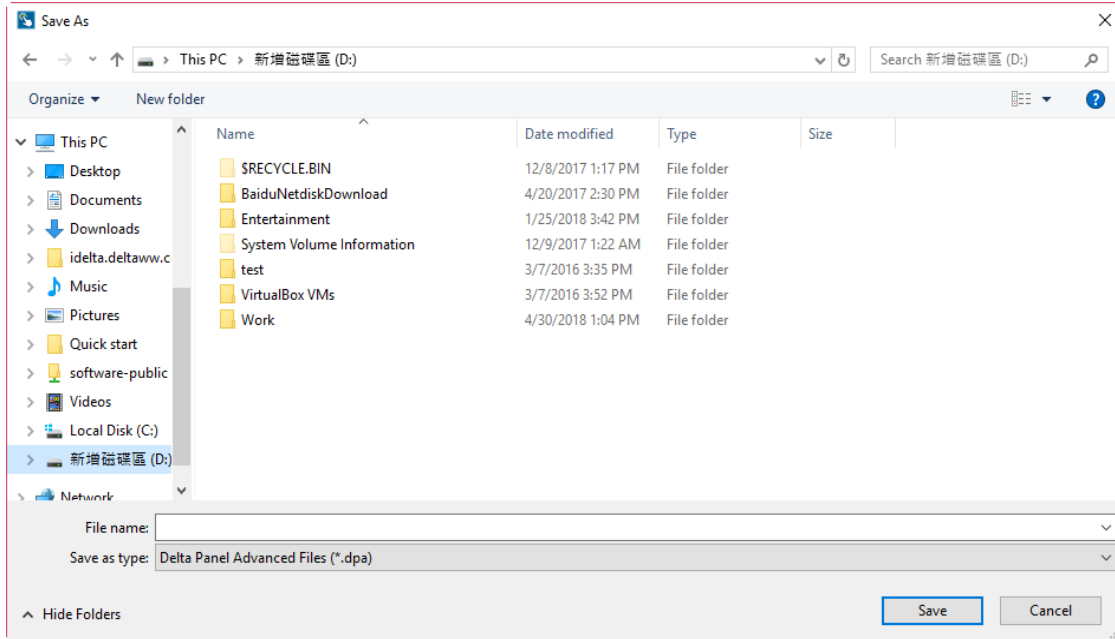 Save As
This PC › 新增磁碟區 (D:)
Search 新增磁碟區 (D:)
Organize
New folder
?
This PC
Desktop
Documents
Downloads
idelta.deltaww.c
Music
Pictures
Quick start
software-public
Videos
Local Disk (C:)
新增磁碟區 (D:)
Network
Name Date modified Type Size
$RECYCLE.BIN 12/8/2017 1:17 PM File folder
BaiduNetdiskDownload 4/20/2017 2:30 PM File folder
Entertainment 1/25/2018 3:42 PM File folder
System Volume Information 12/9/2017 1:22 AM File folder
test 3/7/2016 3:35 PM File folder
VirtualBox VMs 3/7/2016 3:52 PM File folder
Work 4/30/2018 1:04 PM File folder
File name:
Save as type: Delta Panel Advanced Files (*.dpa)
Hide Folders
Save
Cancel